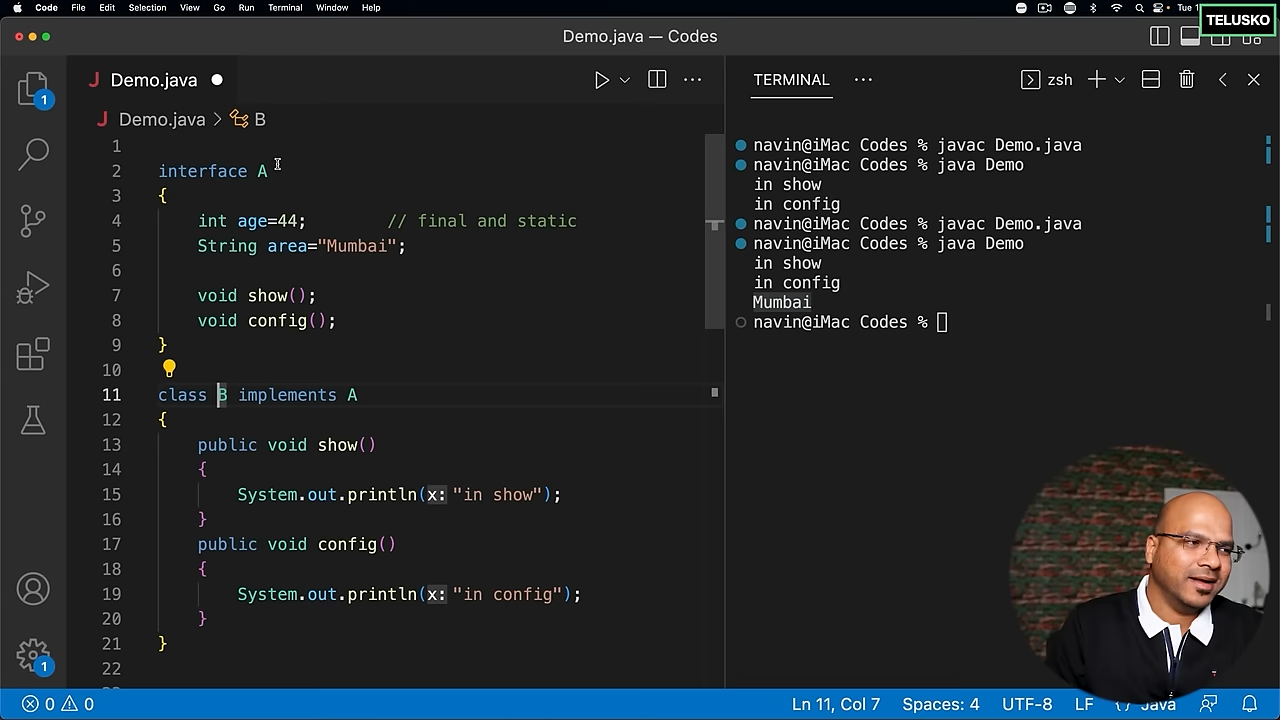 Code File Edit Selection View Go Run Terminal Window Help Tue 1
TELUSKO
Demo.java — Codes
J Demo.java
J Demo.java > B
1
2 interface A
3 {
4 int age=44; // final and static
5 String area="Mumbai";
6
7 void show();
8 void config();
9 }
10
11 class B implements A
12 {
13 public void show()
14 {
15 System.out.println(x:"in show");
16 }
17 public void config()
18 {
19 System.out.println(x:"in config");
20 }
21 }
22
TERMINAL ··· zsh
navin@iMac Codes % javac Demo.java
navin@iMac Codes % java Demo
in show
in config
navin@iMac Codes % javac Demo.java
navin@iMac Codes % java Demo
in show
in config
Mumbai
navin@iMac Codes %
1
1
0 0 Ln 11, Col 7 Spaces: 4 UTF-8 LF {} Java